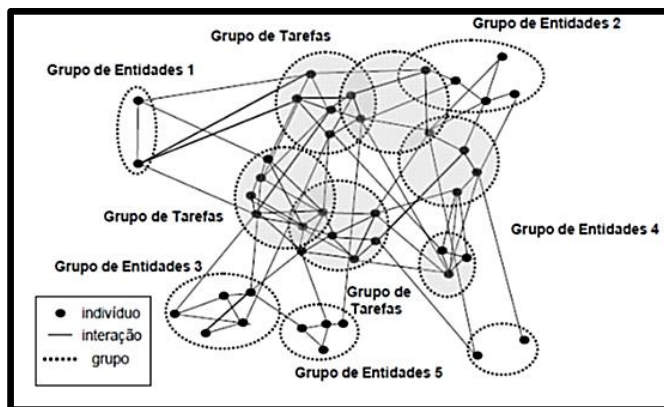 Grupo de Entidades 2
Grupo de Tarefas
Grupo de Entidades 1
Grupo de Tarefas
Grupo de Entidades 4
Grupo de Entidades 3
Grupo de
Tarefas
indivíduo
interação
grupo
Grupo de Entidades 5